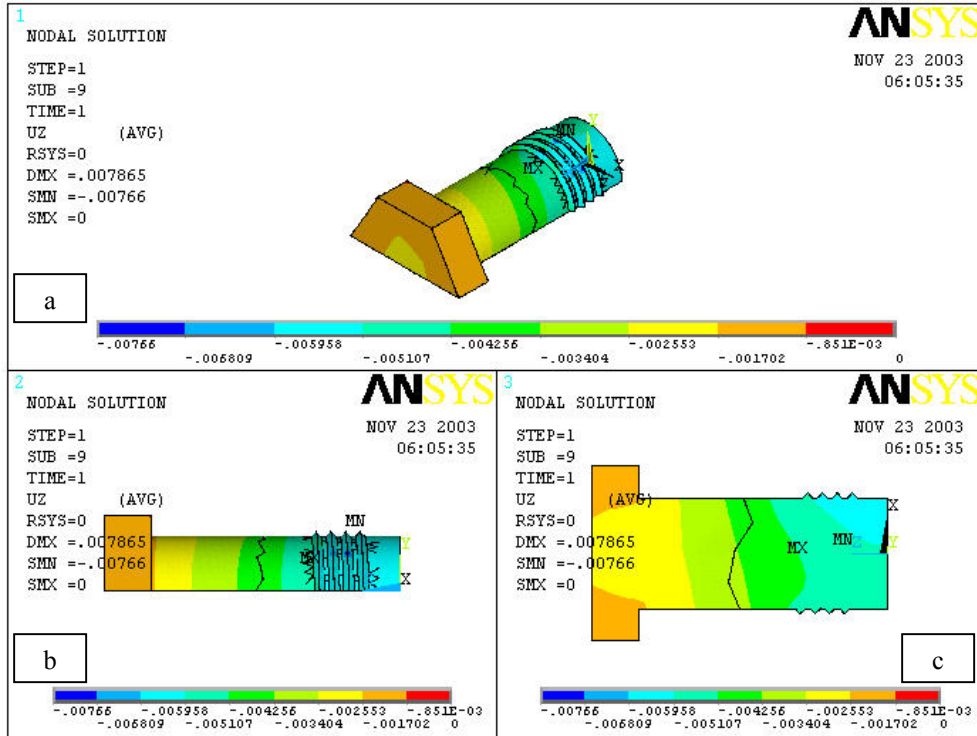 1
ANSYS
NODAL SOLUTION
NOV 23 2003
06:05:35
STEP=1
SUB =9
TIME=1
UZ (AVG)
RSYS=0
DMX =.007865
SMN =-.00766
SMX =0
MN
Y
MX
X
a
-.00766 -.005958 -.004256 -.002553 -.851E-03
-.006809 -.005107 -.003404 -.001702 0
2
ANSYS
NODAL SOLUTION
NOV 23 2003
06:05:35
STEP=1
SUB =9
TIME=1
UZ (AVG)
RSYS=0
DMX =.007865
SMN =-.00766
SMX =0
MN
Y
MX
X
b
-.00766 -.005958 -.004256 -.002553 -.851E-03
-.006809 -.005107 -.003404 -.001702 0
3
ANSYS
NODAL SOLUTION
NOV 23 2003
06:05:35
STEP=1
SUB =9
TIME=1
UZ (AVG)
RSYS=0
DMX =.007865
SMN =-.00766
SMX =0
X
MX
MN
Z
Y
c
-.00766 -.005958 -.004256 -.002553 -.851E-03
-.006809 -.005107 -.003404 -.001702 0